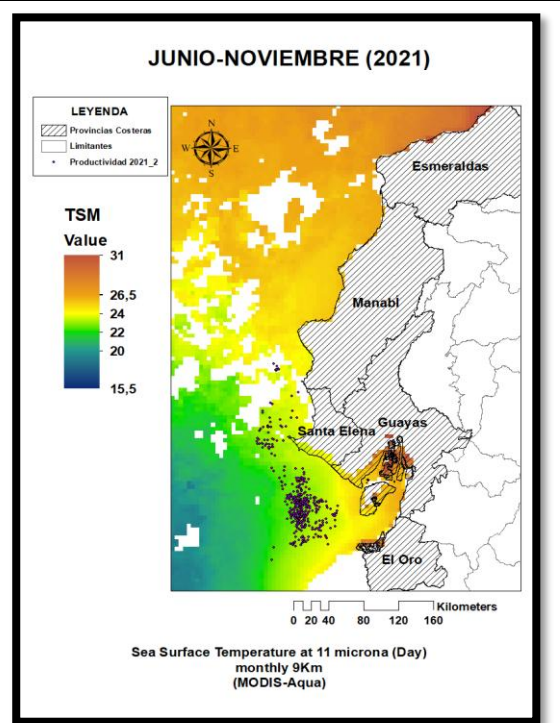 JUNIO-NOVIEMBRE (2021)
LEYENDA
Provincias Costeras
Limitantes
Productividad 2021_2
N
W
E
S
TSM
Value
31
26,5
24
22
20
15,5
Esmeraldas
Manabí
Guayas
Santa Elena
El Oro
Kilometers
0 20 40 80 120 160
Sea Surface Temperature at 11 microna (Day)
monthly 9Km
(MODIS-Aqua)